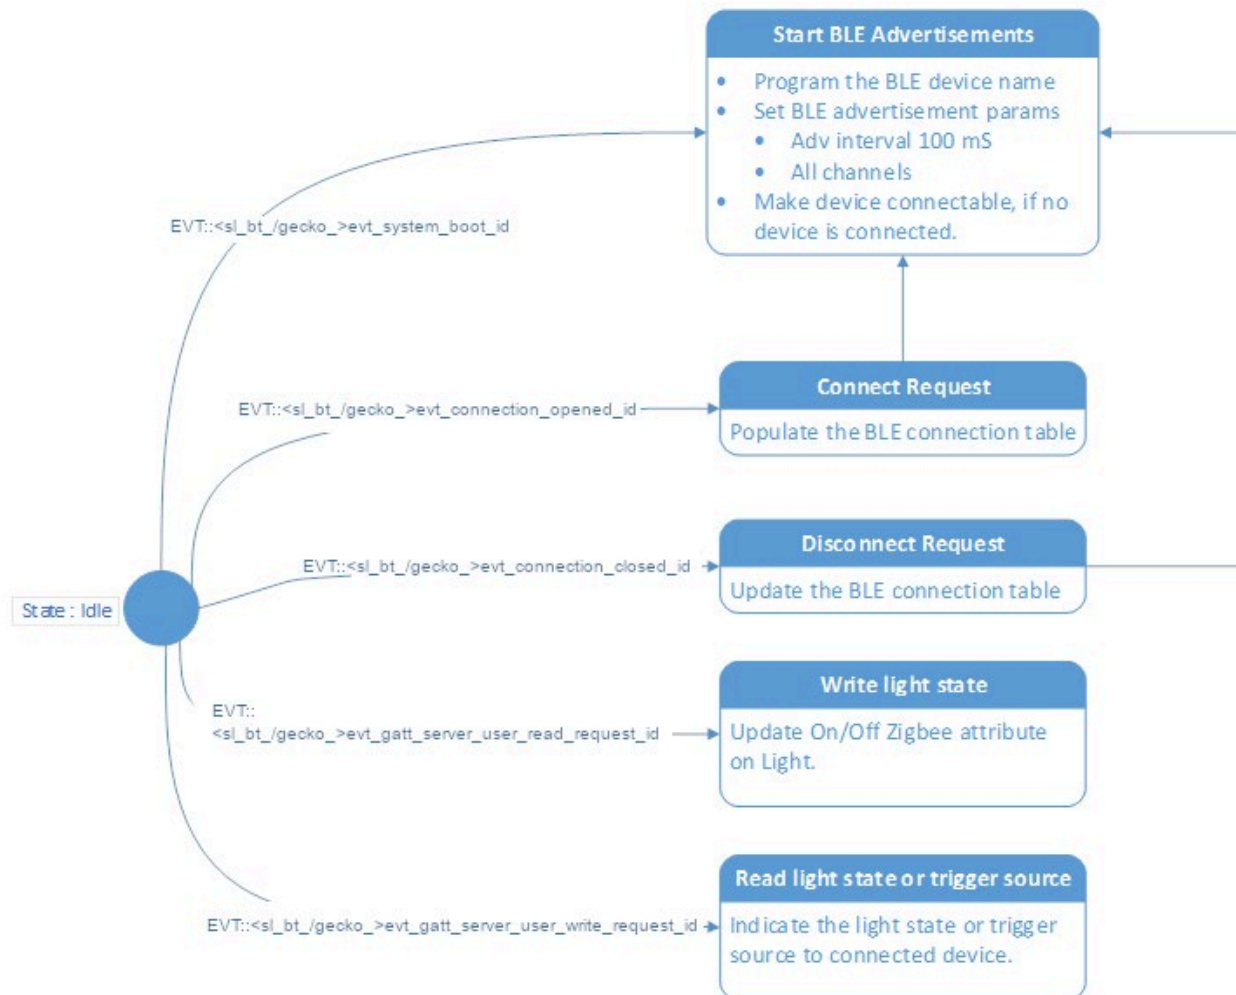 Start BLE Advertisements
• Program the BLE device name
• Set BLE advertisement params
• Adv interval 100 mS
• All channels
• Make device connectable, if no
device is connected.
EVT::<sl_bt_/gecko_>evt_system_boot_id
Connect Request
EVT::<sl_bt_/gecko_>evt_connection_opened_id
Populate the BLE connection table
Disconnect Request
EVT::<sl_bt_/gecko_>evt_connection_closed_id
Update the BLE connection table
State : Idle
Write light state
EVT::
<sl_bt_/gecko_>evt_gatt_server_user_read_request_id
Update On/Off Zigbee attribute
on Light.
Read light state or trigger source
EVT::<sl_bt_/gecko_>evt_gatt_server_user_write_request_id
Indicate the light state or trigger
source to connected device.